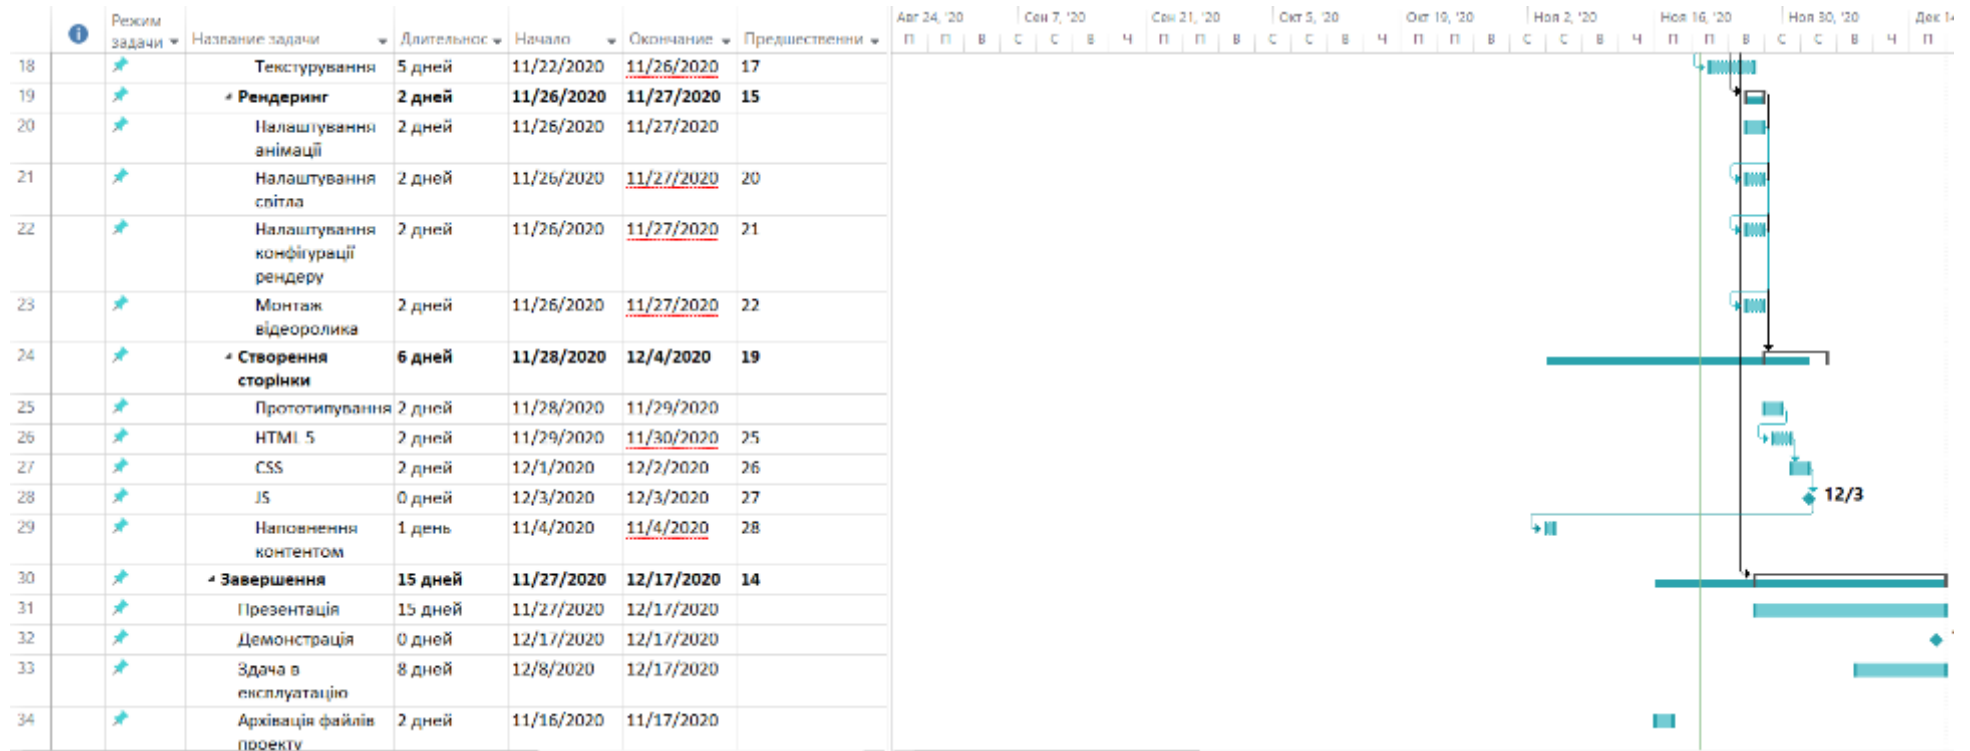 Авг 24, '20 Сен 7, '20 Сен 21, '20 Окт 5, '20 Окт 19, '20 Ноя 2, '20 Ноя 16, '20 Ноя 30, '20 Дек 14
Режим
задачи Название задачи Длительнос Начало Окончание Предшественни П П В С С В Ч П П В С С В Ч П П В С С В Ч П П В С С В Ч П
18 Текстурування 5 дней 11/22/2020 11/26/2020 17
19 Рендеринг 2 дней 11/26/2020 11/27/2020 15
20 Налаштування 2 дней 11/26/2020 11/27/2020
анімації
21 Налаштування 2 дней 11/26/2020 11/27/2020 20
світла
22 Налаштування 2 дней 11/26/2020 11/27/2020 21
конфігурації
рендеру
23 Монтаж 2 дней 11/26/2020 11/27/2020 22
відеоролика
24 Створення 6 дней 11/28/2020 12/4/2020 19
сторінки
25 Прототипування 2 дней 11/28/2020 11/29/2020
26 HTML 5 2 дней 11/29/2020 11/30/2020 25
27 CSS 2 дней 12/1/2020 12/2/2020 26
28 JS 0 дней 12/3/2020 12/3/2020 27 12/3
29 Наповнення 1 день 11/4/2020 11/4/2020 28
контентом
30 Завершення 15 дней 11/27/2020 12/17/2020 14
31 Презентація 15 дней 11/27/2020 12/17/2020
32 Демонстрація 0 дней 12/17/2020 12/17/2020
33 Здача в 8 дней 12/8/2020 12/17/2020
експлуатацію
34 Архівація файлів 2 дней 11/16/2020 11/17/2020
проекту